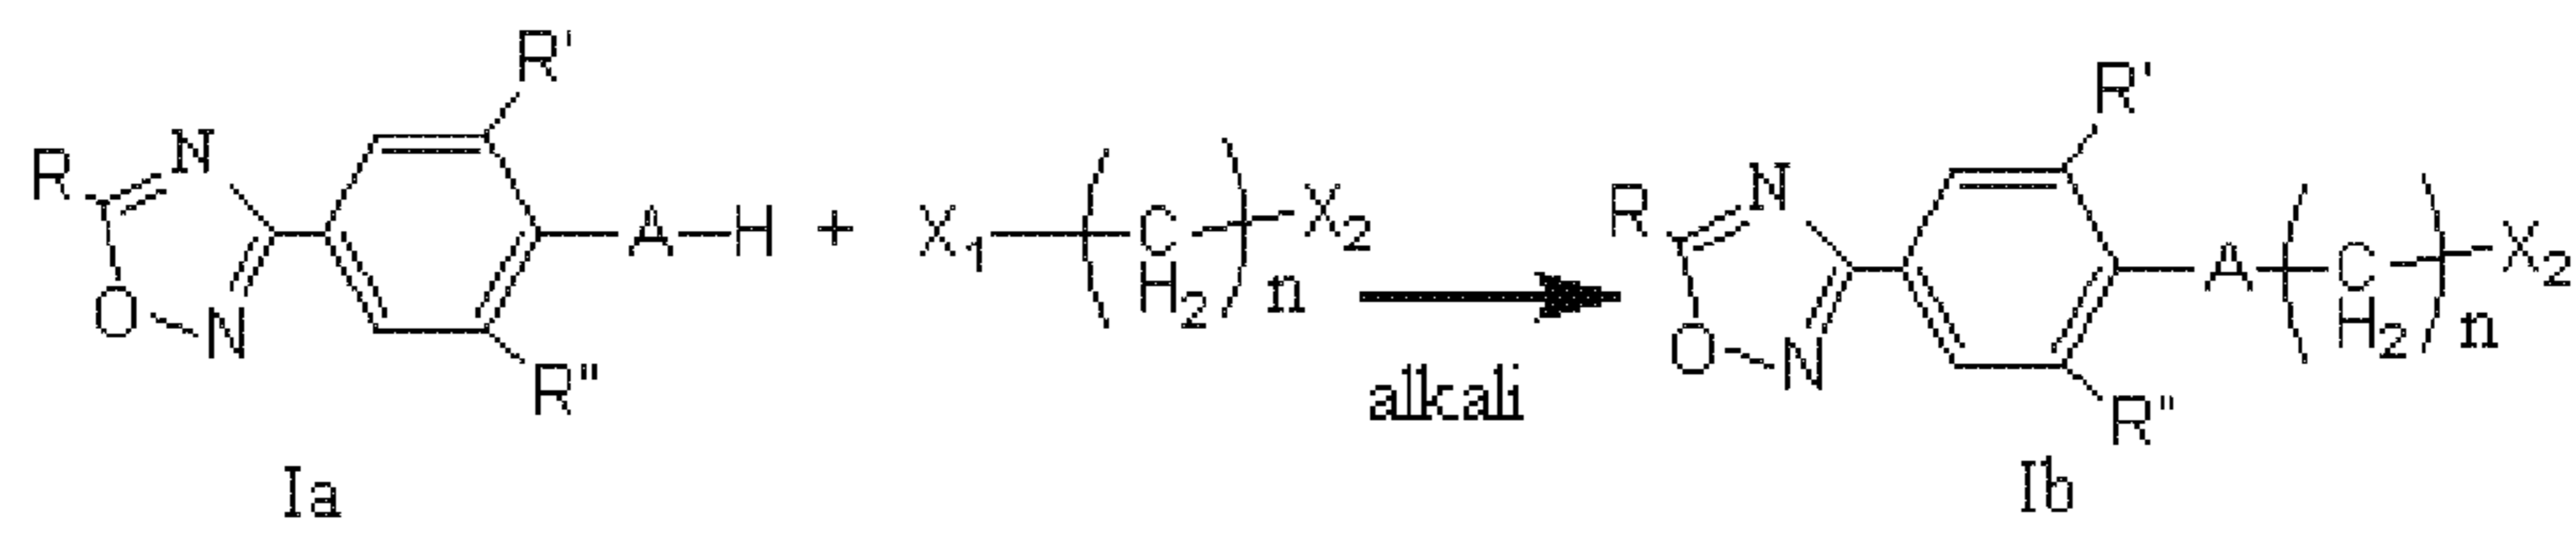 R' R'
R N A—H + X₁—(C H₂)n X₂ R N A (C H₂)n X₂
O N R" alkali O N R"
Ia Ib